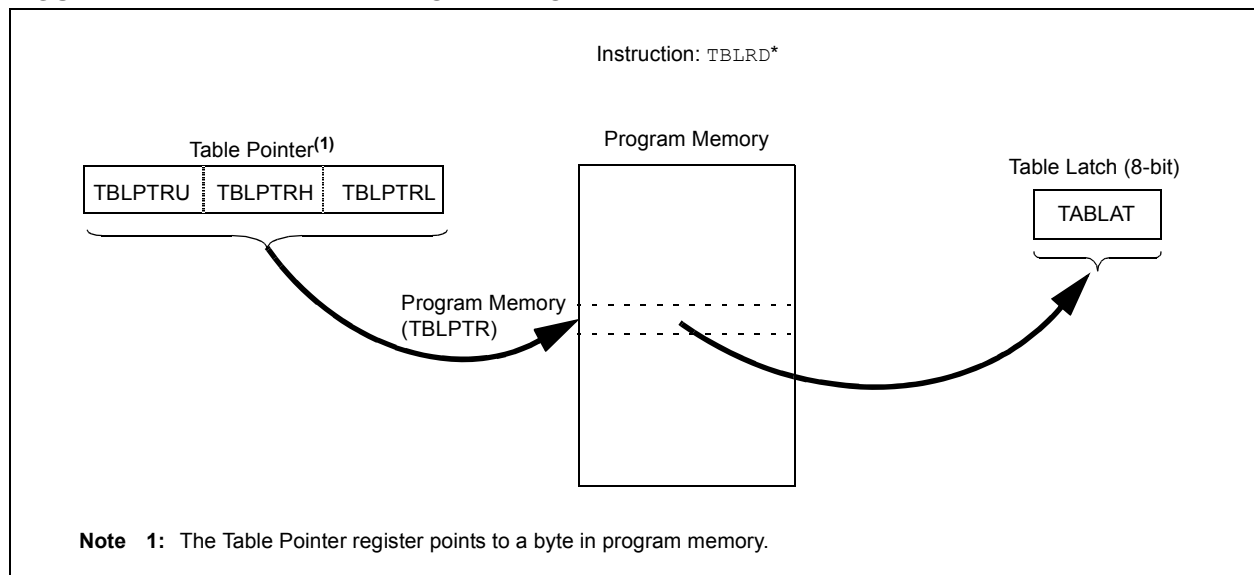 Instruction: TBLRD*
Table Pointer(1)
TBLPTRU TBLPTRH TBLPTRL
Program Memory
Table Latch (8-bit)
TABLAT
Program Memory
(TBLPTR)
Note 1: The Table Pointer register points to a byte in program memory.